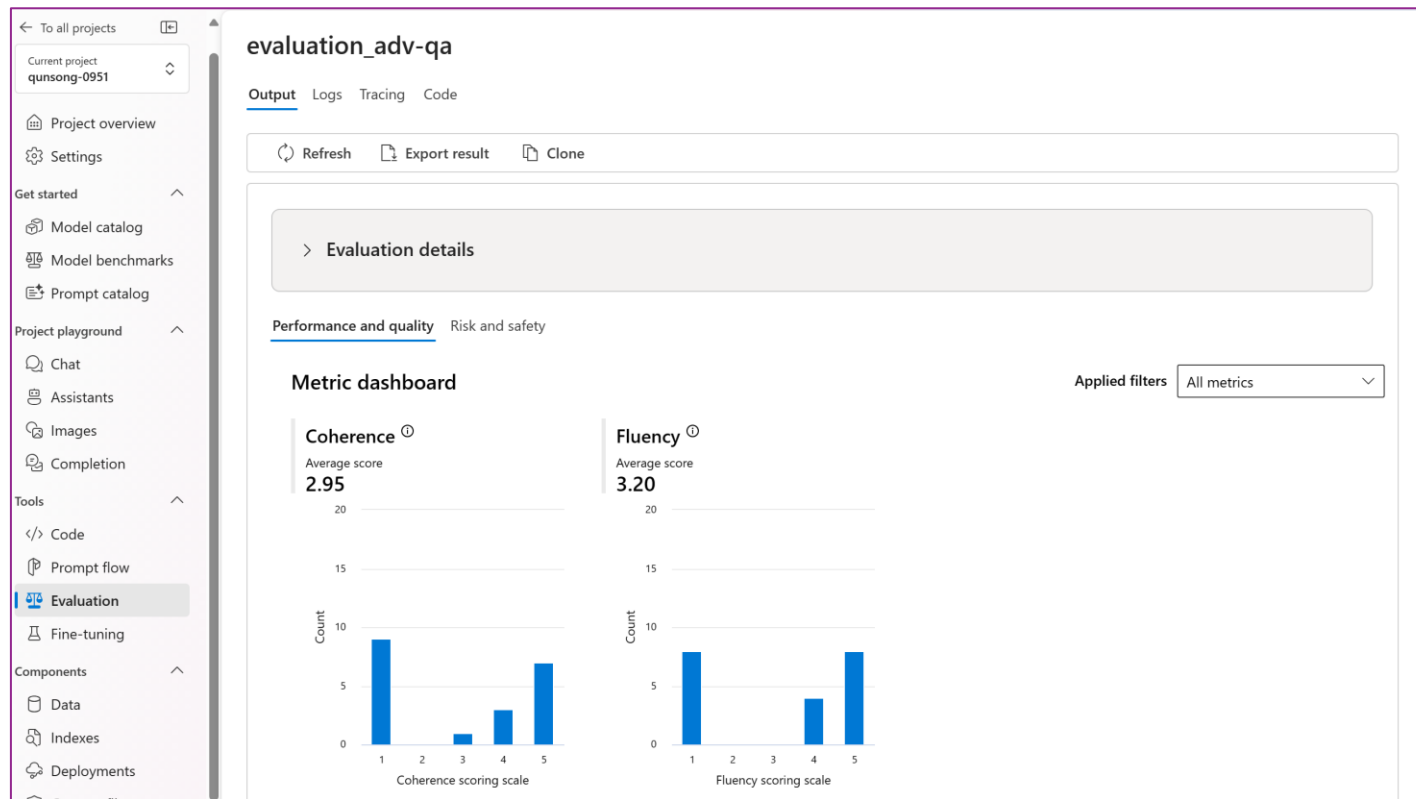 To all projects
Current project
qunsong-0951
Project overview
Settings
Get started
Model catalog
Model benchmarks
Prompt catalog
Project playground
Chat
Assistants
Images
Completion
Tools
</> Code
Prompt flow
Evaluation
Fine-tuning
Components
Data
Indexes
Deployments
evaluation_adv-qa
Output Logs Tracing Code
Refresh Export result Clone
Evaluation details
Performance and quality Risk and safety
Metric dashboard
Applied filters All metrics
Coherence
Average score
2.95
20
15
10
5
0
Count
1 2 3 4 5
Coherence scoring scale
Fluency
Average score
3.20
20
15
10
5
0
Count
1 2 3 4 5
Fluency scoring scale